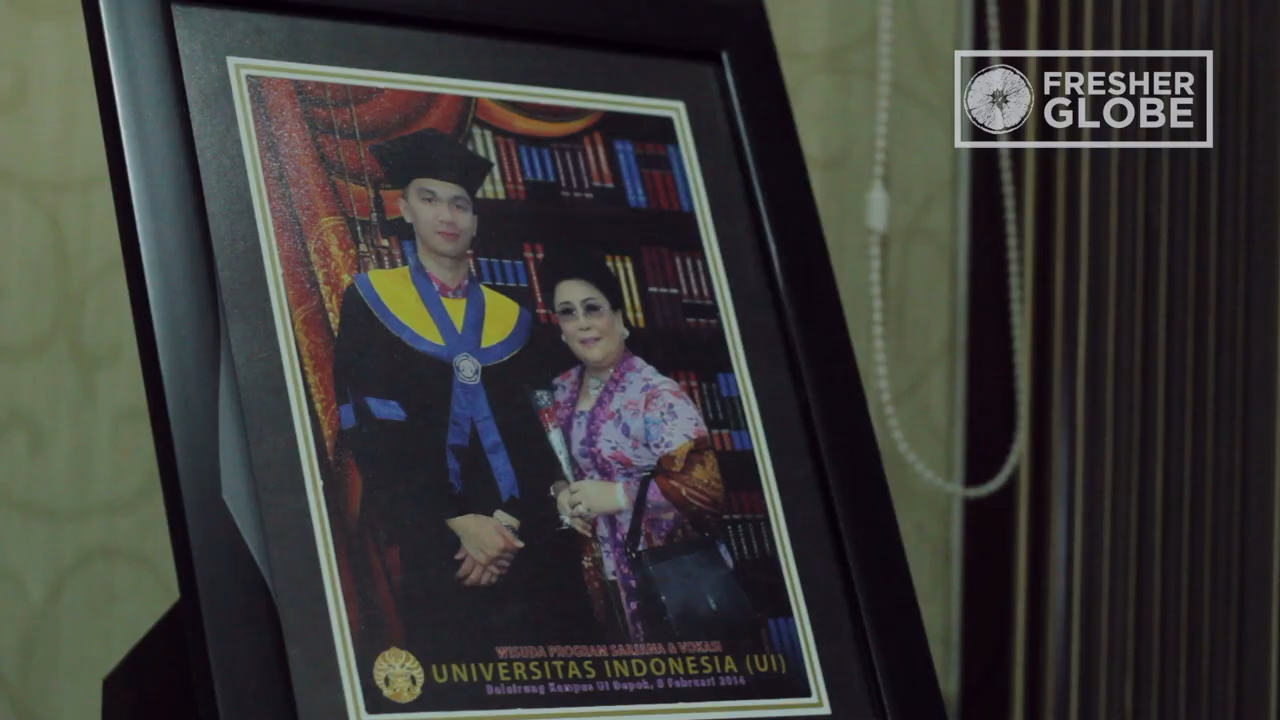 FRESHER
GLOBE
WISUDA PROGRAM SARJANA & VOKASI
UNIVERSITAS INDONESIA (UI)
Balairung Kampus UI Depok, 8 Februari 2014